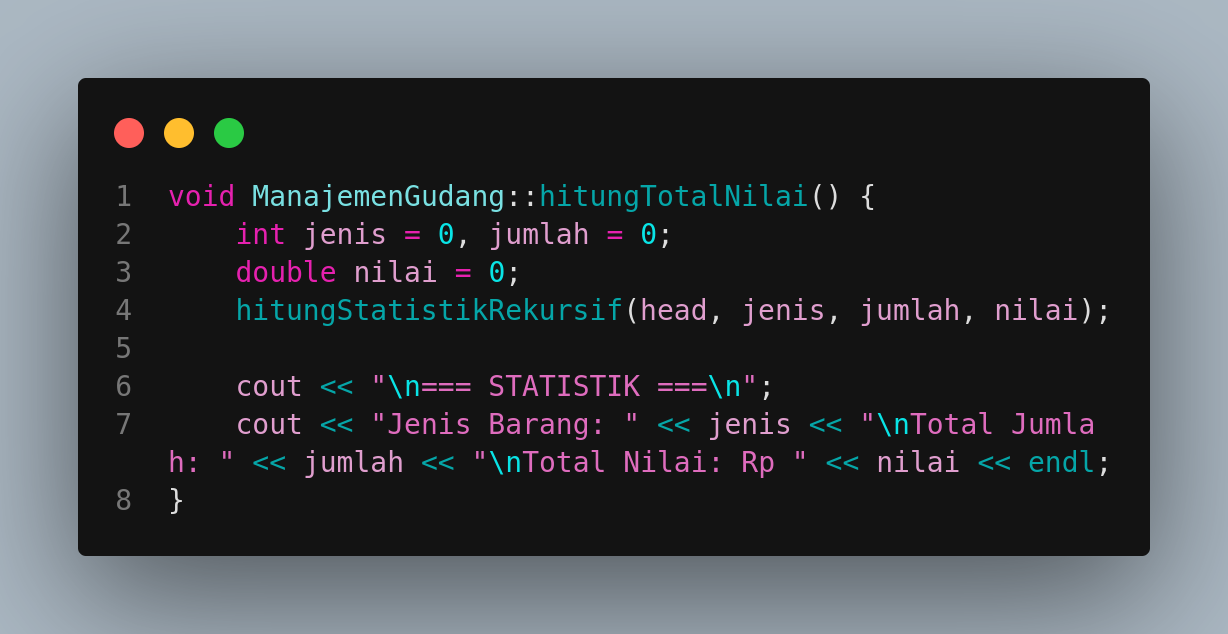 1 void ManajemenGudang::hitungTotalNilai() {
2     int jenis = 0, jumlah = 0;
3     double nilai = 0;
4     hitungStatistikRekursif(head, jenis, jumlah, nilai);
5
6     cout << "\n=== STATISTIK ===\n";
7     cout << "Jenis Barang: " << jenis << "\nTotal Jumla
h: " << jumlah << "\nTotal Nilai: Rp " << nilai << endl;
8 }